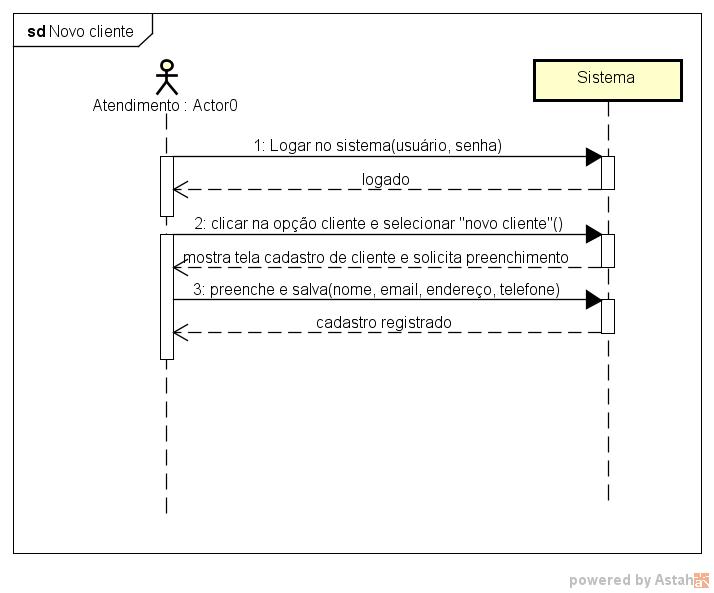 sd Novo cliente
Atendimento : Actor0
Sistema
1: Logar no sistema(usuário, senha)
logado
2: clicar na opção cliente e selecionar "novo cliente"()
mostra tela cadastro de cliente e solicita preenchimento
3: preenche e salva(nome, email, endereço, telefone)
cadastro registrado
powered by Astah